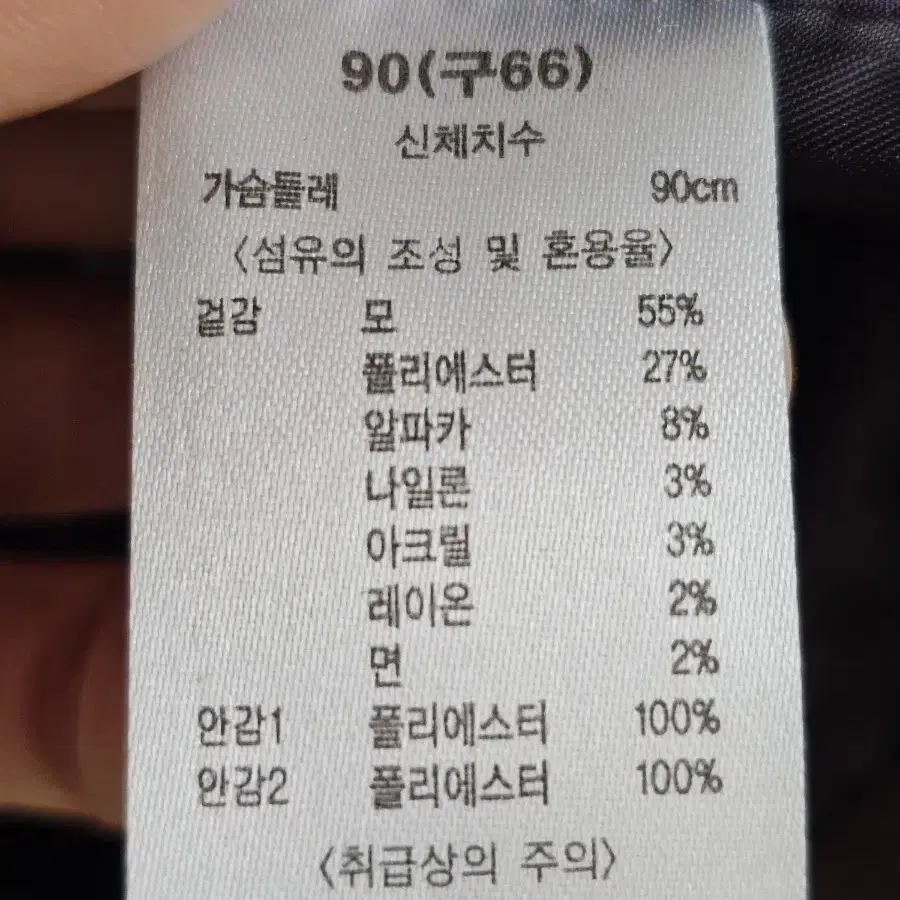 90(구66)
신체치수
가슴둘레 90cm
<섬유의 조성 및 혼용율>
겉감 모 55%
폴리에스터 27%
알파카 8%
나일론 3%
아크릴 3%
레이온 2%
면 2%
안감1 폴리에스터 100%
안감2 폴리에스터 100%
<취급상의 주의>